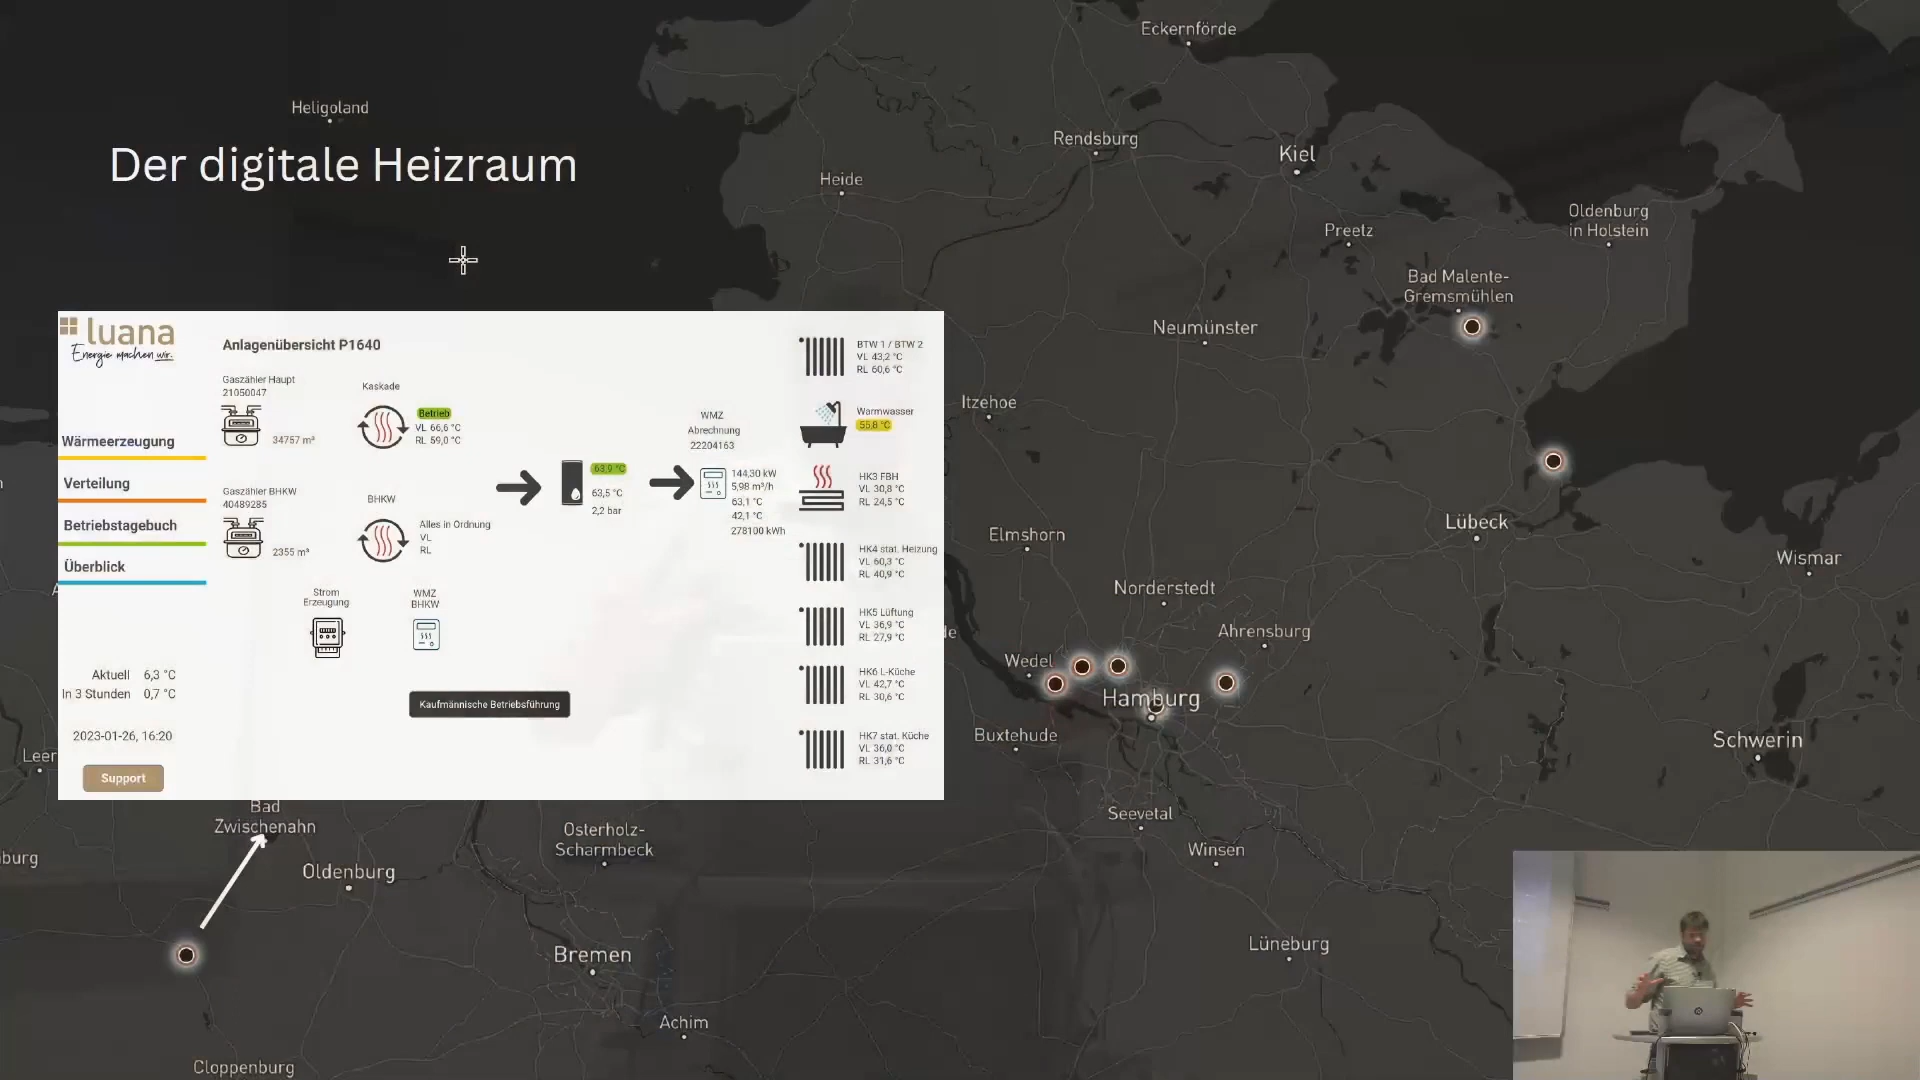 Eckernförde
Heligoland
Der digitale Heizraum
Rendsburg
Kiel
Heide
Oldenburg
in Holstein
Preetz
Bad Malente-
Gremsmühlen
Neumünster
Itzehoe
Lübeck
Elmshorn
Wismar
Norderstedt
Ahrensburg
Wedel
Hamburg
Buxtehude
Schwerin
Seevetal
Winsen
Lüneburg
luana
Energie machen wir.
Anlagenübersicht P1640
Wärmeerzeugung
Verteilung
Betriebstagebuch
Überblick
Aktuell 6,3 °C
In 3 Stunden 0,7 °C
2023-01-26, 16:20
Support
Gaszähler Haupt
21050047
34757 m³
Kaskade
Betrieb
VL 66,6 °C
RL 59,0 °C
Gaszähler BHKW
40489285
2355 m³
BHKW
Alles in Ordnung
VL
RL
Strom
Erzeugung
WMZ
BHKW
63,9 °C
63,5 °C
2,2 bar
WMZ
Abrechnung
22204163
144,30 kW
5,98 m³/h
63,1 °C
42,1 °C
278100 kWh
Kaufmännische Betriebsführung
BTW 1 / BTW 2
VL 43,2 °C
RL 60,6 °C
Warmwasser
55,8 °C
HK3 FBH
VL 30,8 °C
RL 24,5 °C
HK4 stat. Heizung
VL 60,3 °C
RL 40,9 °C
HK5 Lüftung
VL 36,9 °C
RL 27,9 °C
HK6 L-Küche
VL 42,7 °C
RL 30,6 °C
HK7 stat. Küche
VL 36,0 °C
RL 31,6 °C
Leer
Bad
Zwischenahn
Osterholz-
Scharmbeck
burg
Oldenburg
Bremen
Achim
Cloppenburg